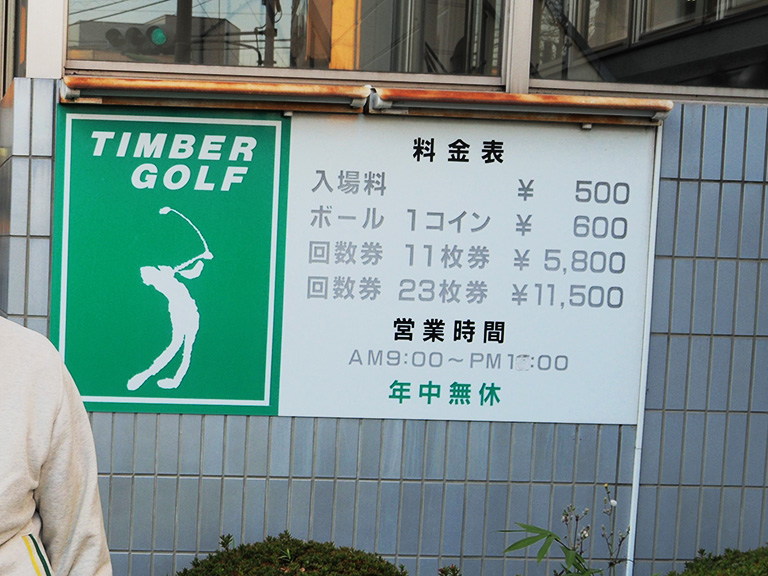 TIMBER
GOLF
料金表
入場料 ¥ 500
ボール 1コイン ¥ 600
回数券 11枚券 ¥ 5,800
回数券 23枚券 ¥11,500
営業時間
AM9:00〜PM
年中無休